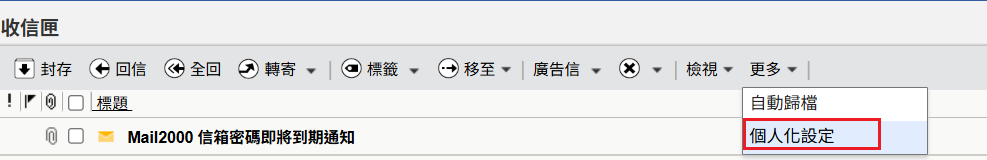 收信匣
封存 回信 全回 轉寄 標籤 移至 廣告信 檢視 更多
! 標題 自動歸檔
Mail2000 信箱密碼即將到期通知 個人化設定